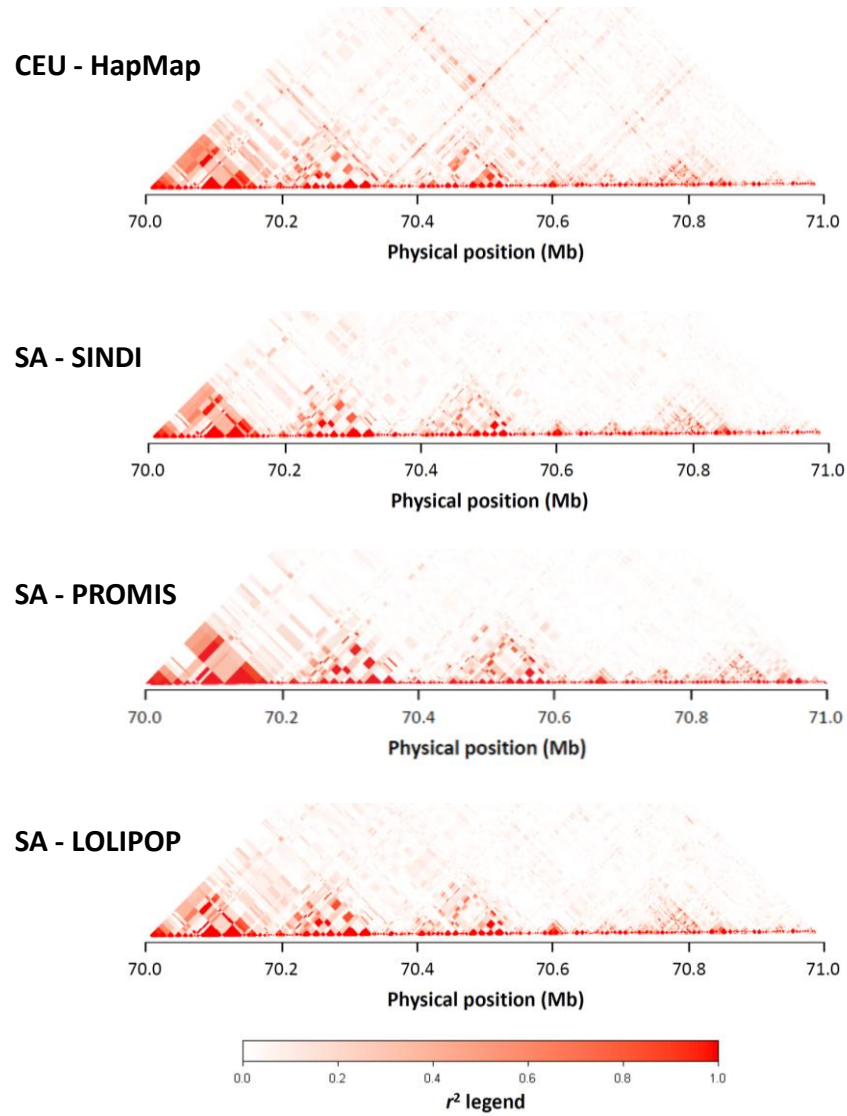 CEU - HapMap
70.0 70.2 70.4 70.6 70.8 71.0
Physical position (Mb)
SA - SINDI
70.0 70.2 70.4 70.6 70.8 71.0
Physical position (Mb)
SA - PROMIS
70.0 70.2 70.4 70.6 70.8 71.0
Physical position (Mb)
SA - LOLIPOP
70.0 70.2 70.4 70.6 70.8 71.0
Physical position (Mb)
0.0 0.2 0.4 0.6 0.8 1.0
r² legend